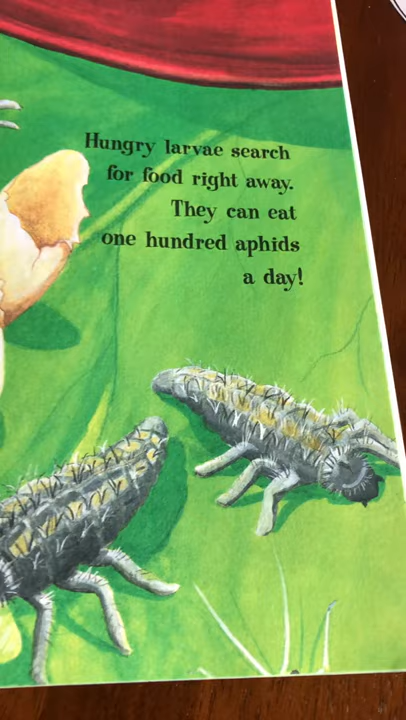 Hungry larvae search
for food right away.
They can eat
one hundred aphids
a day!